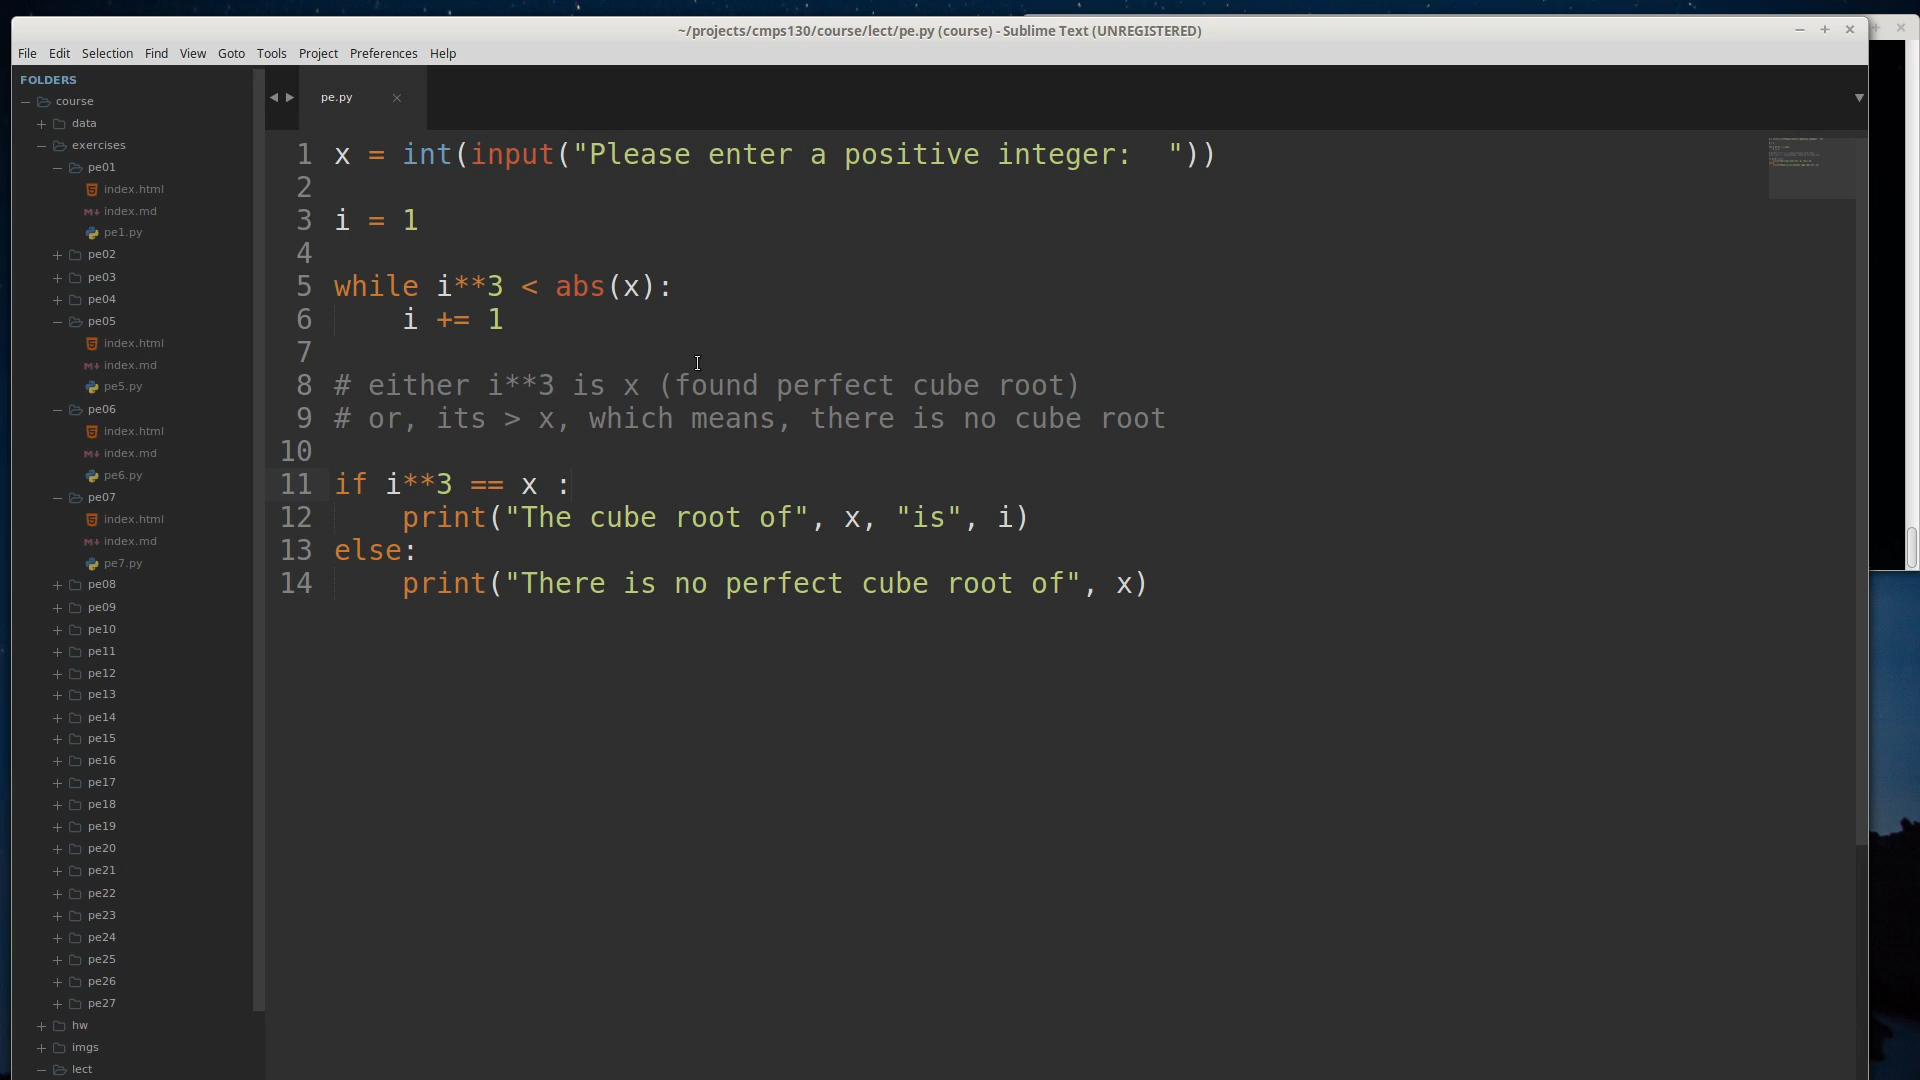 ~/projects/cmps130/course/lect/pe.py (course) - Sublime Text (UNREGISTERED)
File Edit Selection Find View Goto Tools Project Preferences Help
FOLDERS
course
data
exercises
pe01
index.html
index.md
pe1.py
pe02
pe03
pe04
pe05
index.html
index.md
pe5.py
pe06
index.html
index.md
pe6.py
pe07
index.html
index.md
pe7.py
pe08
pe09
pe10
pe11
pe12
pe13
pe14
pe15
pe16
pe17
pe18
pe19
pe20
pe21
pe22
pe23
pe24
pe25
pe26
pe27
hw
imgs
lect
pe.py
1 x = int(input("Please enter a positive integer:  "))
2
3 i = 1
4
5 while i**3 < abs(x):
6     i += 1
7
8 # either i**3 is x (found perfect cube root)
9 # or, its > x, which means, there is no cube root
10
11 if i**3 == x :
12     print("The cube root of", x, "is", i)
13 else:
14     print("There is no perfect cube root of", x)